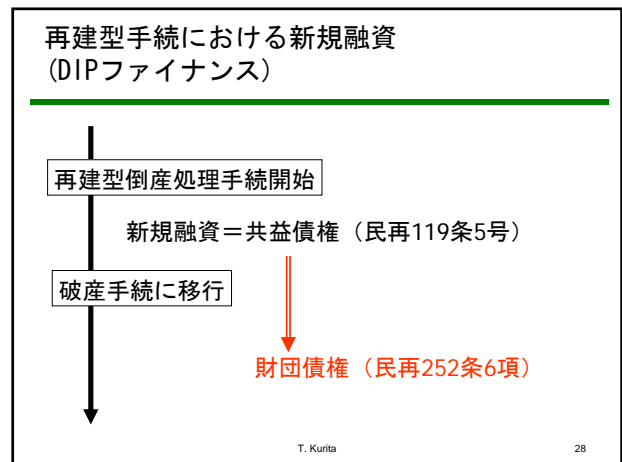 再建型手続における新規融資
(DIPファイナンス)
再建型倒産処理手続開始
新規融資＝共益債権（民再119条5号）
破産手続に移行
財団債権（民再252条6項）
T. Kurita
28